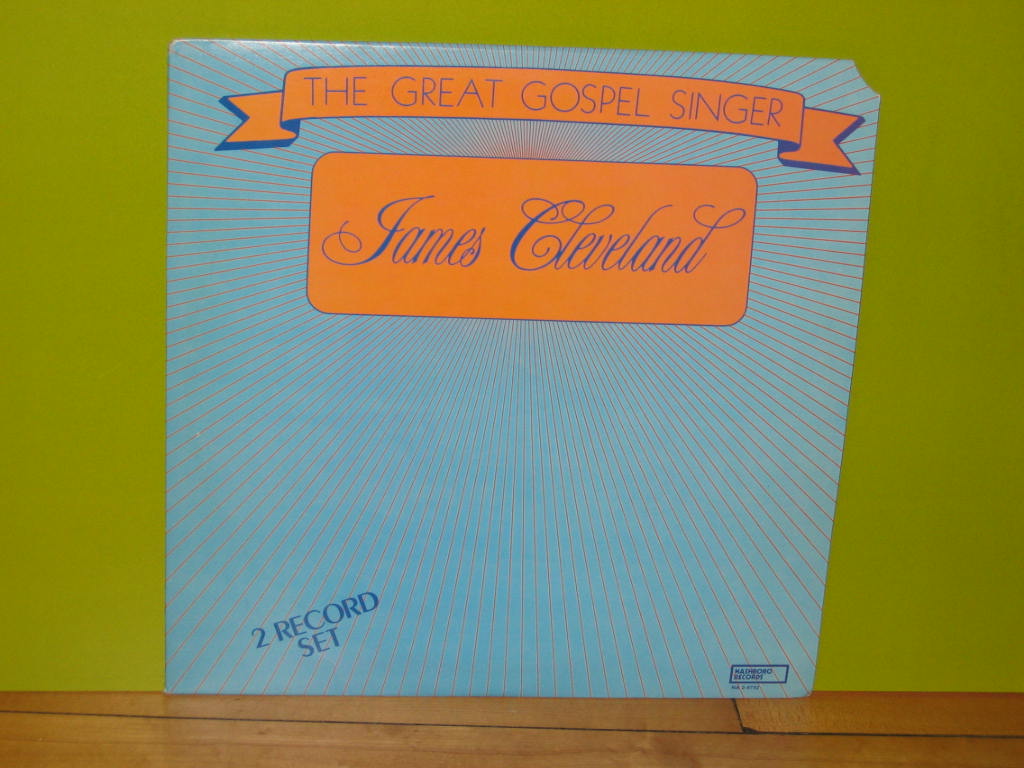 THE GREAT GOSPEL SINGER
James Cleveland
2 RECORD
SET
NASHBORO
RECORDS